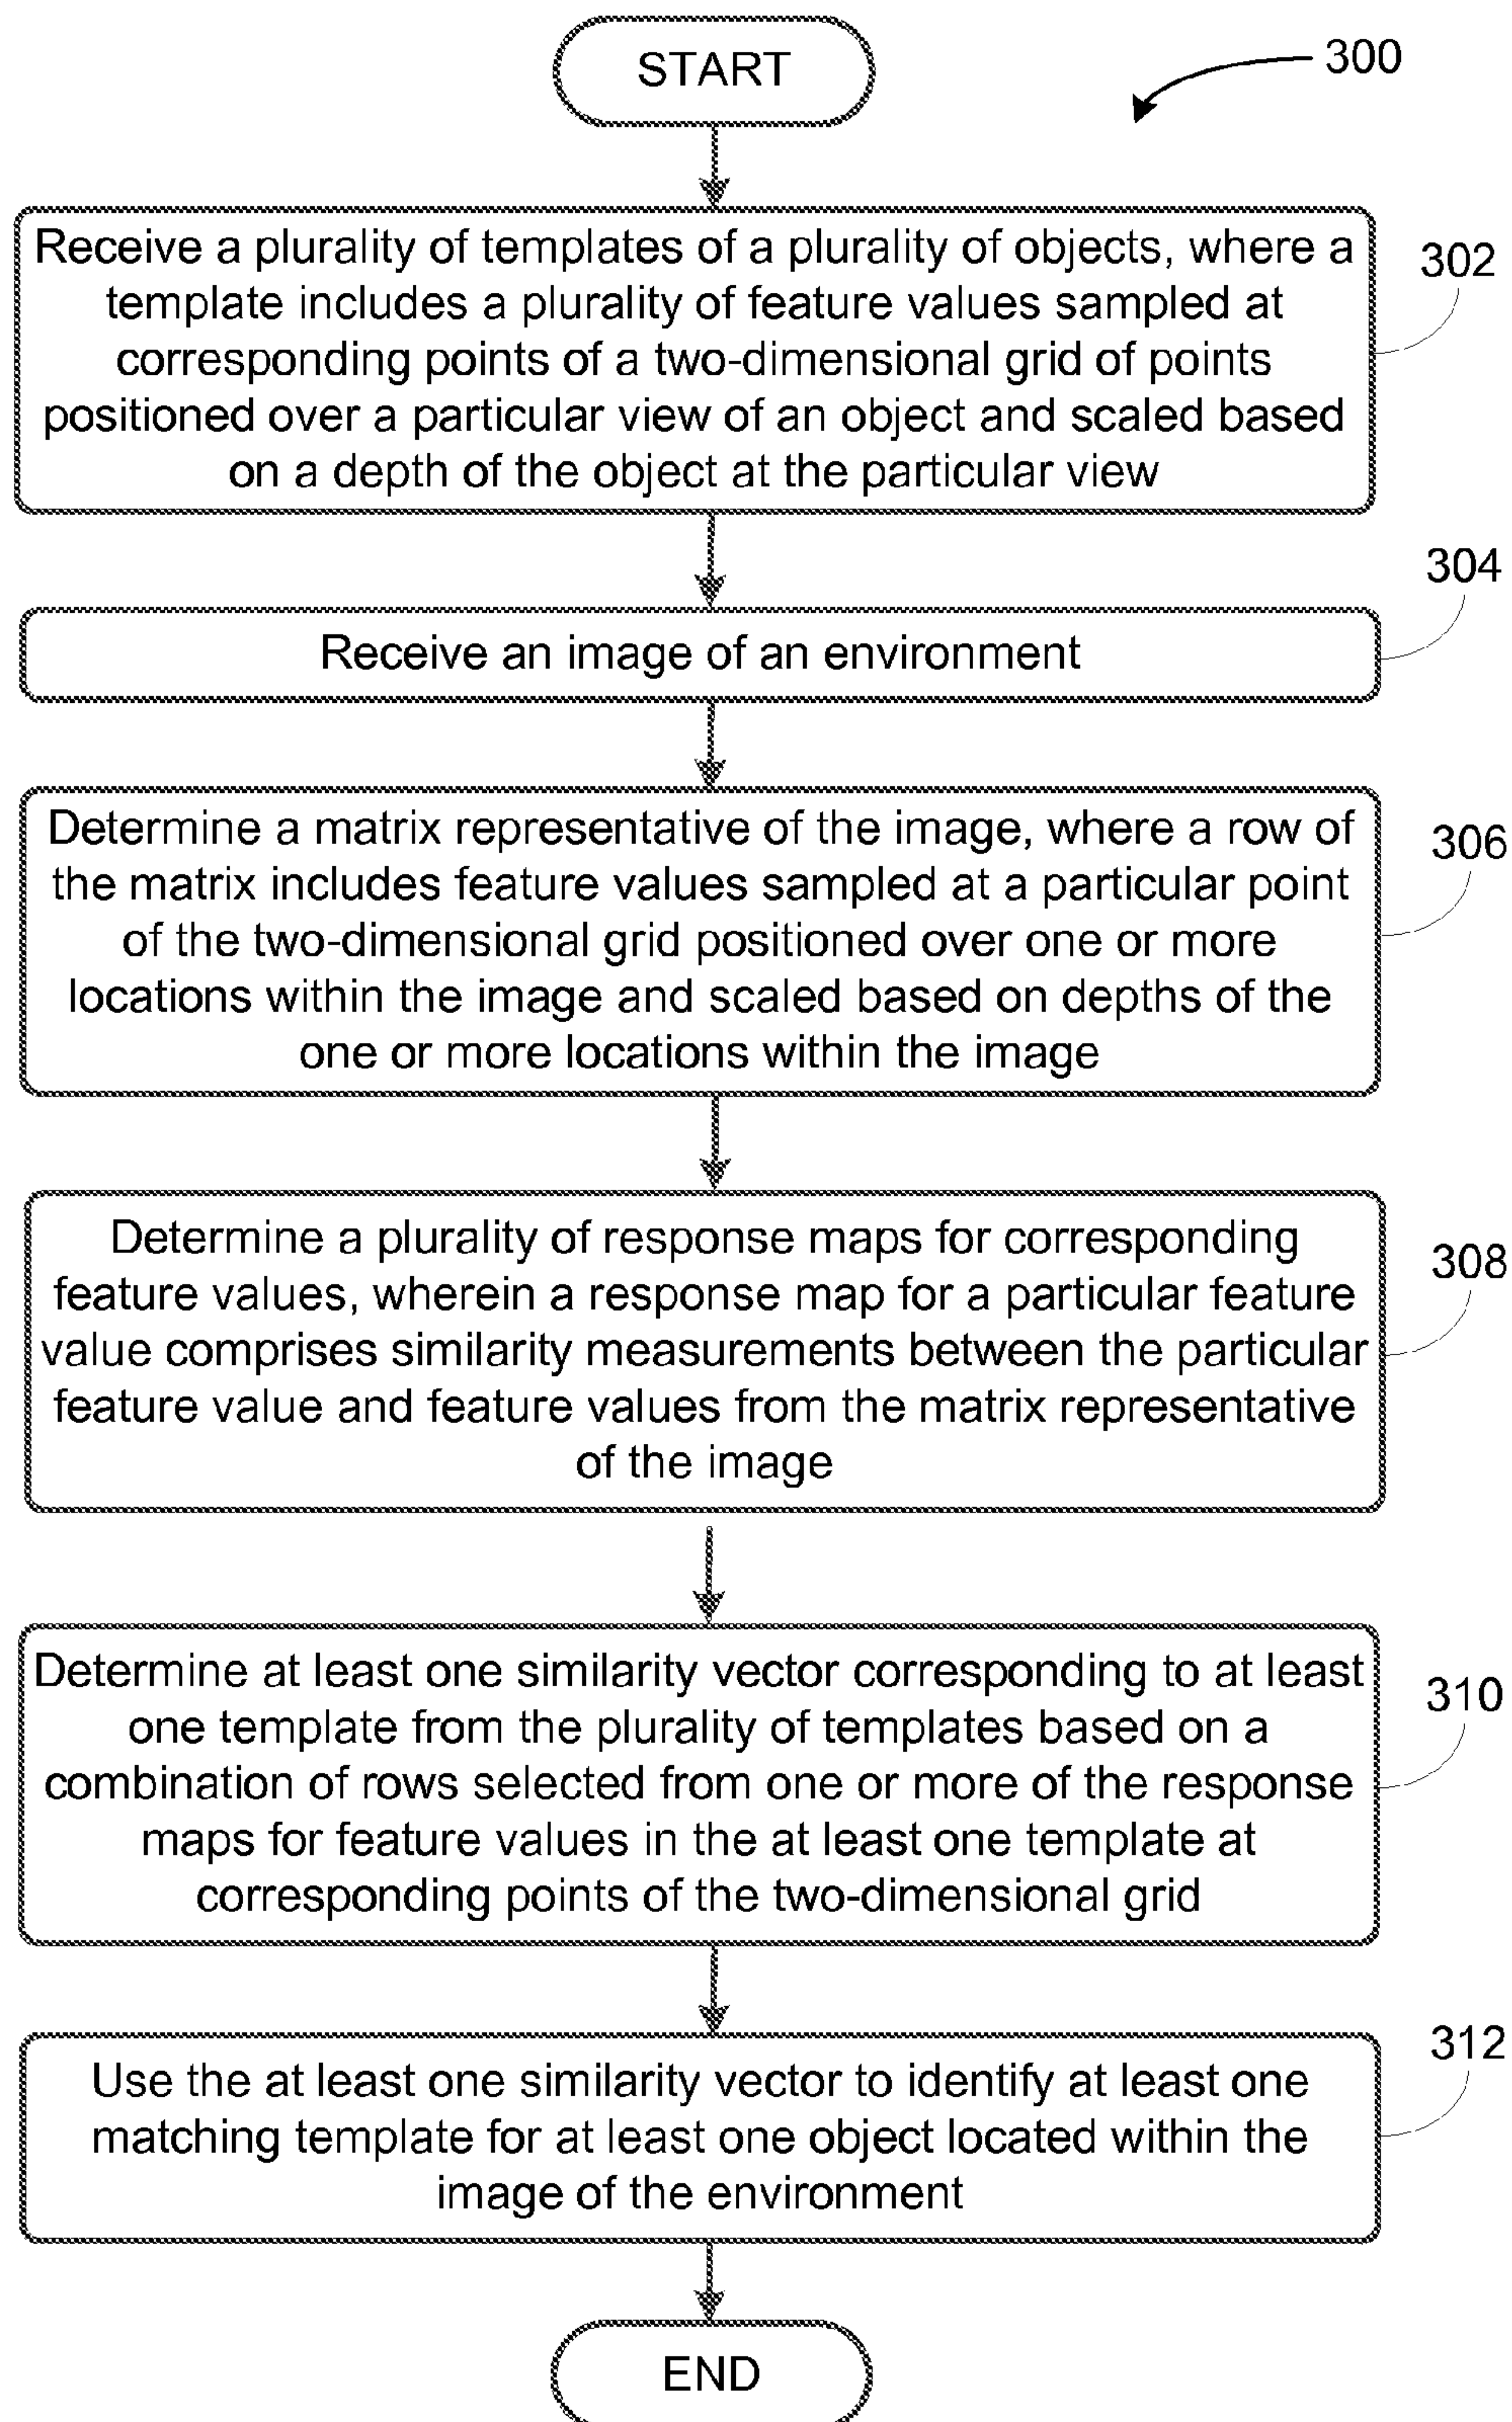 START
300
Receive a plurality of templates of a plurality of objects, where a
template includes a plurality of feature values sampled at
corresponding points of a two-dimensional grid of points
positioned over a particular view of an object and scaled based
on a depth of the object at the particular view
302
304
Receive an image of an environment
Determine a matrix representative of the image, where a row of
the matrix includes feature values sampled at a particular point
of the two-dimensional grid positioned over one or more
locations within the image and scaled based on depths of the
one or more locations within the image
306
Determine a plurality of response maps for corresponding
feature values, wherein a response map for a particular feature
value comprises similarity measurements between the particular
feature value and feature values from the matrix representative
of the image
308
Determine at least one similarity vector corresponding to at least
one template from the plurality of templates based on a
combination of rows selected from one or more of the response
maps for feature values in the at least one template at
corresponding points of the two-dimensional grid
310
Use the at least one similarity vector to identify at least one
matching template for at least one object located within the
image of the environment
312
END